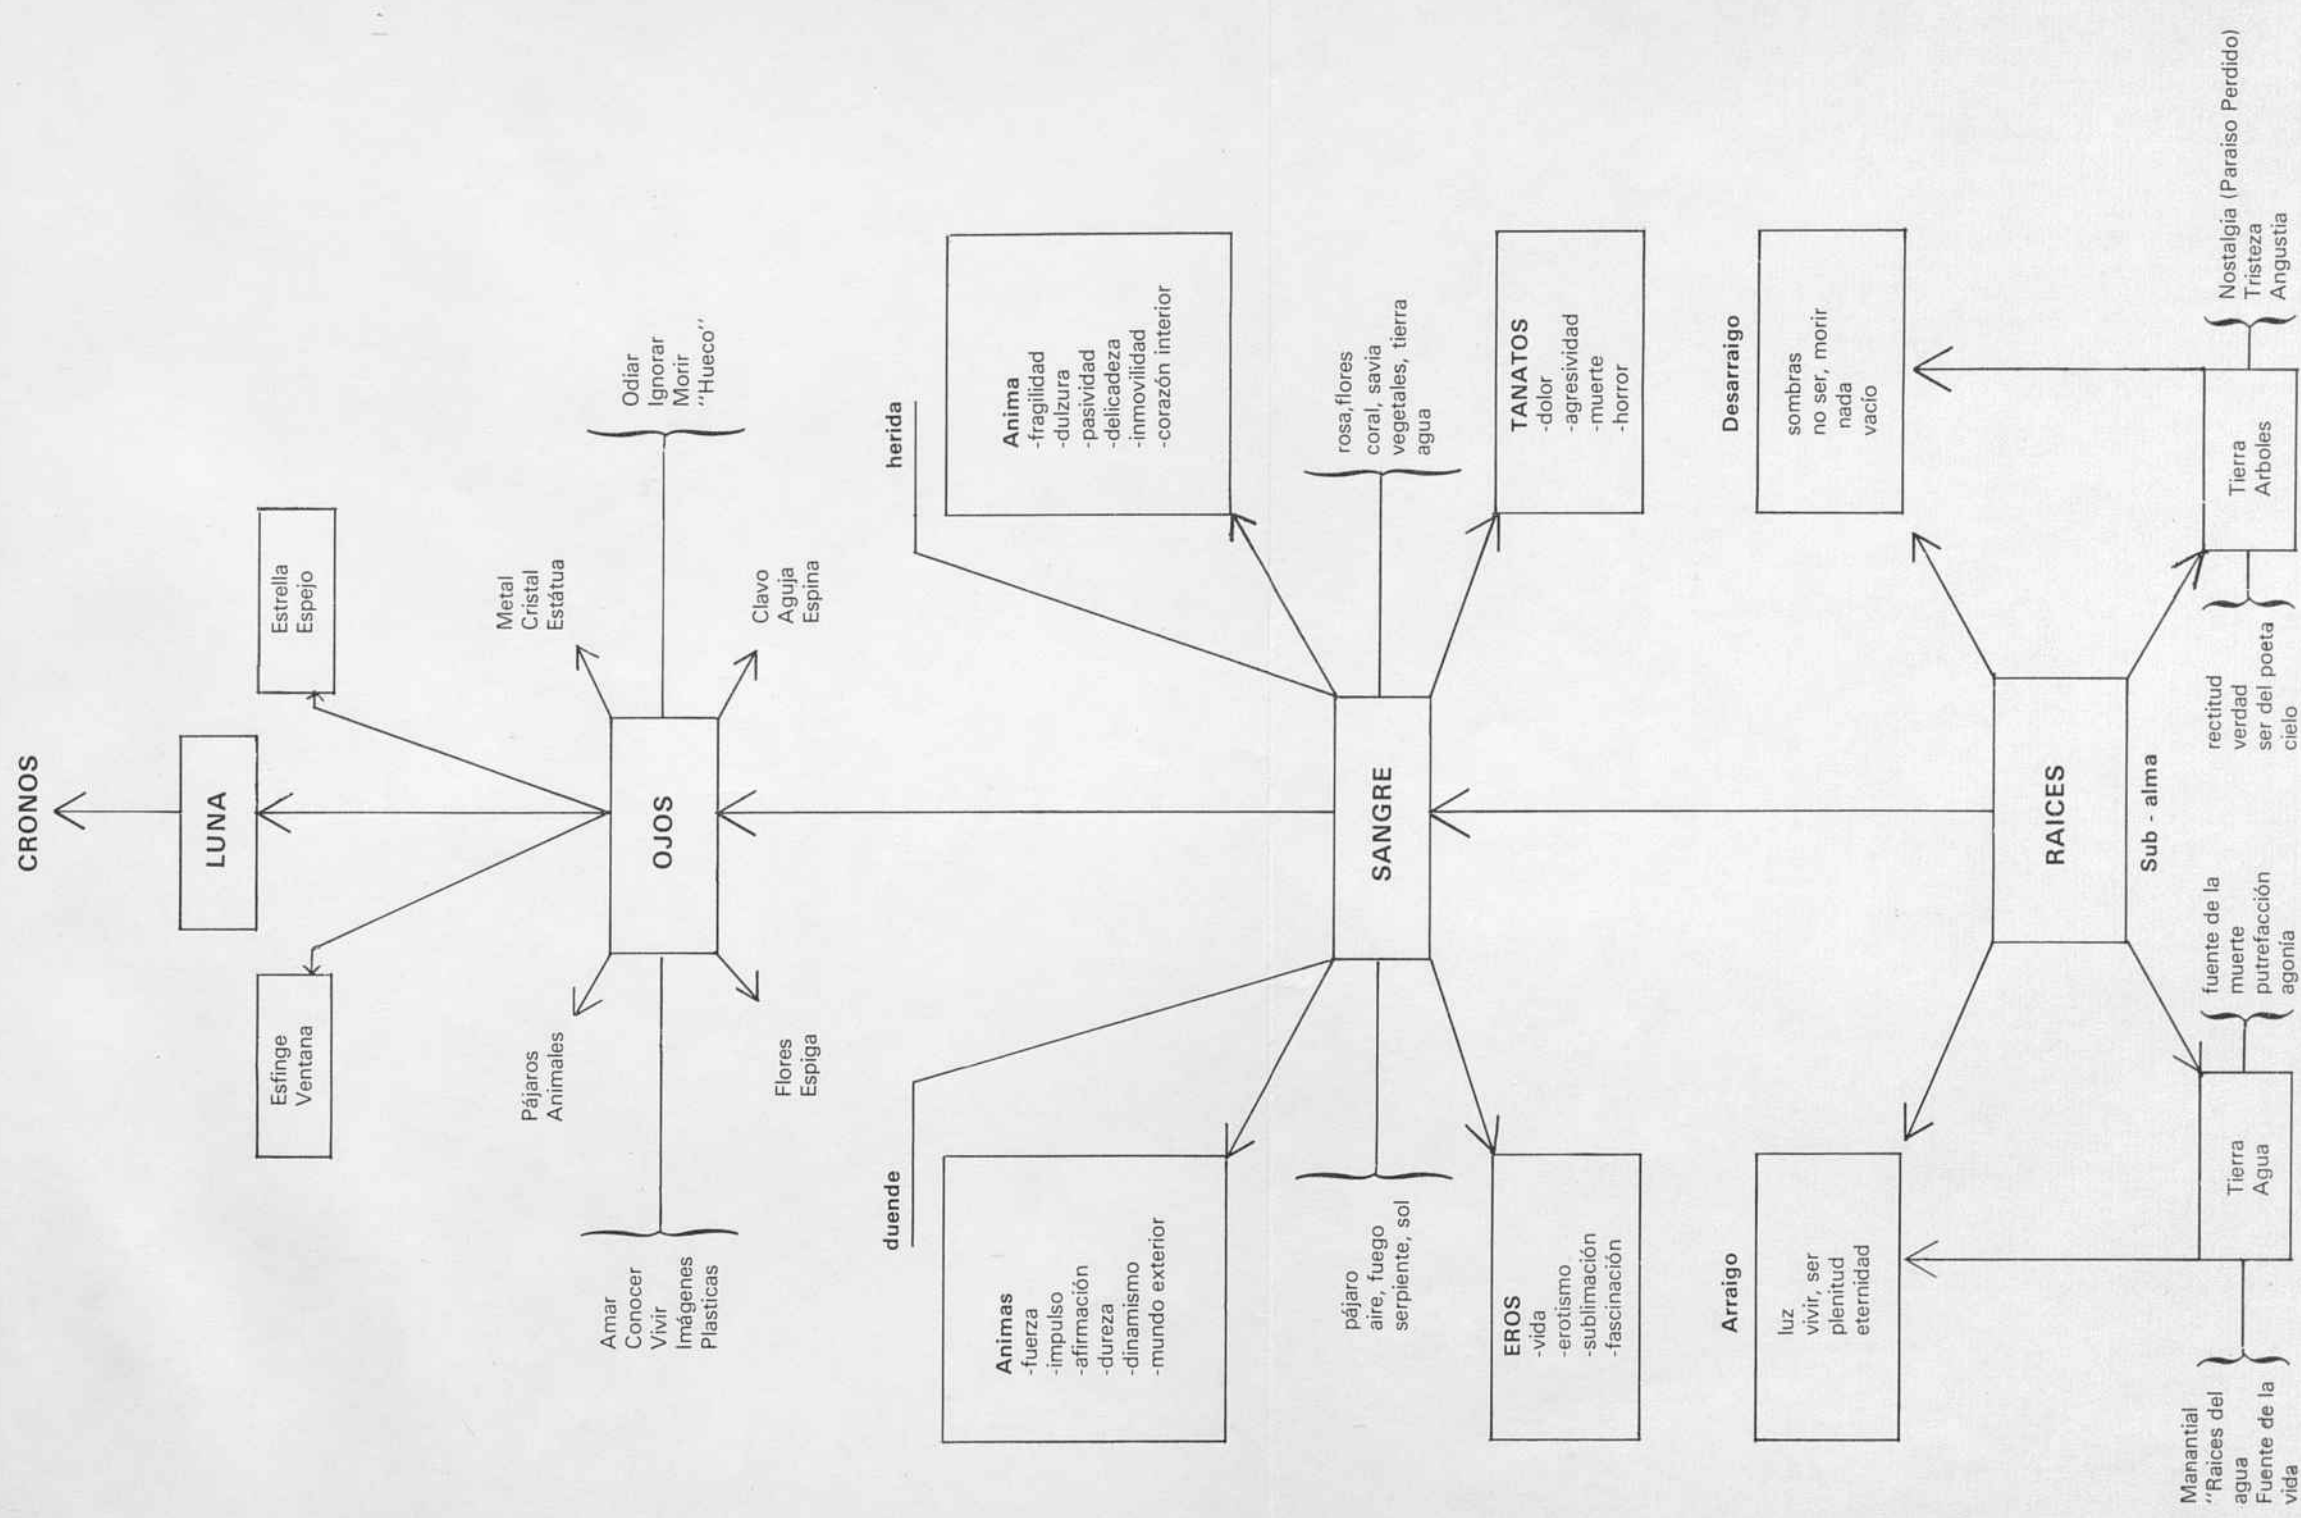 CRONOS
LUNA
Esfinge
Ventana
Estrella
Espejo
Pájaros
Animales
Metal
Cristal
Estátua
Amar
Conocer
Vivir
Imágenes
Plasticas
OJOS
Odiar
Ignorar
Morir
"Hueco"
Flores
Espiga
Clavo
Aguja
Espina
duende
herida
Animas
-fuerza
-impulso
-afirmación
-dureza
-dinamismo
-mundo exterior
Anima
-fragilidad
-dulzura
-pasividad
-delicadeza
-inmovilidad
-corazón interior
pájaro
aire, fuego
serpiente, sol
SANGRE
rosa,flores
coral, savia
vegetales, tierra
agua
EROS
-vida
-erotismo
-sublimación
-fascinación
TANATOS
-dolor
-agresividad
-muerte
-horror
Arraigo
luz
vivir, ser
plenitud
eternidad
Desarraigo
sombras
no ser, morir
nada
vacío
RAICES
Sub - alma
Manantial
"Raices del
agua
Fuente de la
vida
Tierra
Agua
fuente de la
muerte
putrefacción
agonía
rectitud
verdad
ser del poeta
cielo
Tierra
Arboles
Nostalgia (Paraiso Perdido)
Tristeza
Angustia